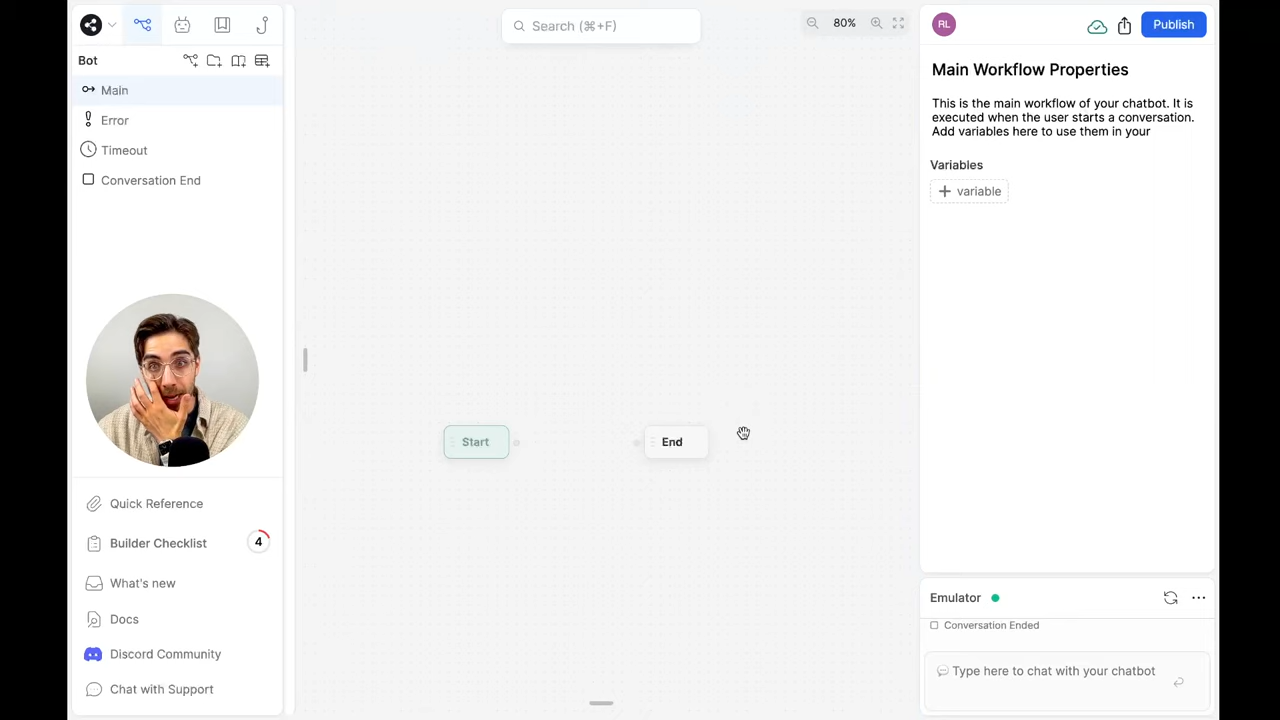 Search (⌘+F)
80%
RL
Publish
Bot
Main
Error
Timeout
Conversation End
Quick Reference
Builder Checklist
4
What's new
Docs
Discord Community
Chat with Support
Start
End
Main Workflow Properties
This is the main workflow of your chatbot. It is
executed when the user starts a conversation.
Add variables here to use them in your
Variables
+ variable
Emulator
Conversation Ended
Type here to chat with your chatbot